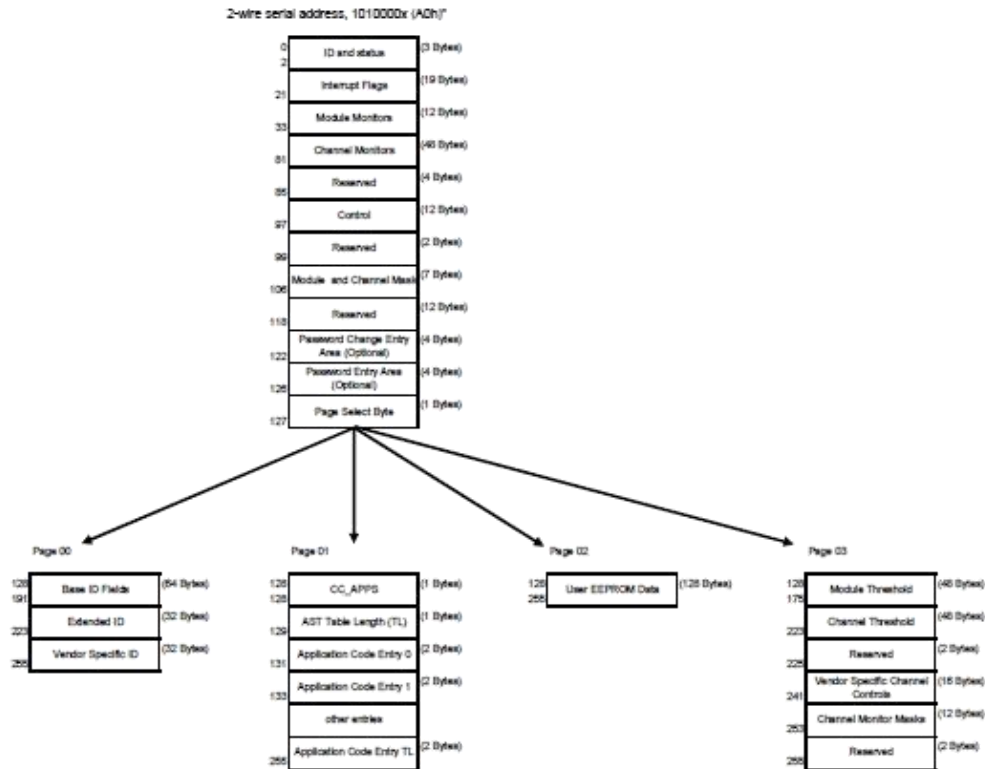 2-wire serial address, 1010000x (A0h)"
0
2
ID and status
(3 Bytes)
21
Interrupt Flags
(19 Bytes)
33
Module Monitors
(12 Bytes)
81
Channel Monitors
(48 Bytes)
85
Reserved
(4 Bytes)
97
Control
(12 Bytes)
99
Reserved
(2 Bytes)
106
Module and Channel Mask
(7 Bytes)
118
Reserved
(12 Bytes)
122
Password Change Entry
Area (Optional)
(4 Bytes)
126
Password Entry Area
(Optional)
(4 Bytes)
127
Page Select Byte
(1 Bytes)
Page 00
128
191
Base ID Fields
(64 Bytes)
223
Extended ID
(32 Bytes)
255
Vendor Specific ID
(32 Bytes)
Page 01
128
128
CC_APPS
(1 Bytes)
129
AST Table Length (TL)
(1 Bytes)
131
Application Code Entry 0
(2 Bytes)
133
Application Code Entry 1
(2 Bytes)
other entries
255
Application Code Entry TL
(2 Bytes)
Page 02
128
255
User EEPROM Data
(128 Bytes)
Page 03
128
175
Module Threshold
(48 Bytes)
223
Channel Threshold
(48 Bytes)
225
Reserved
(2 Bytes)
241
Vendor Specific Channel
Controls
(16 Bytes)
253
Channel Monitor Masks
(12 Bytes)
255
Reserved
(2 Bytes)